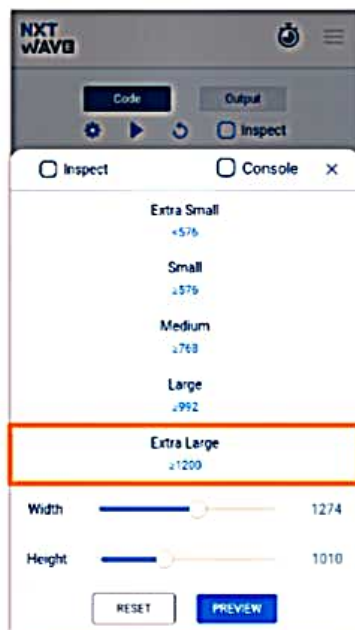 NXT
WAVE
Code Output
Inspect
Inspect Console ×
Extra Small
<576
Small
≥576
Medium
≥768
Large
≥992
Extra Large
≥1200
Width 1274
Height 1010
RESET PREVIEW